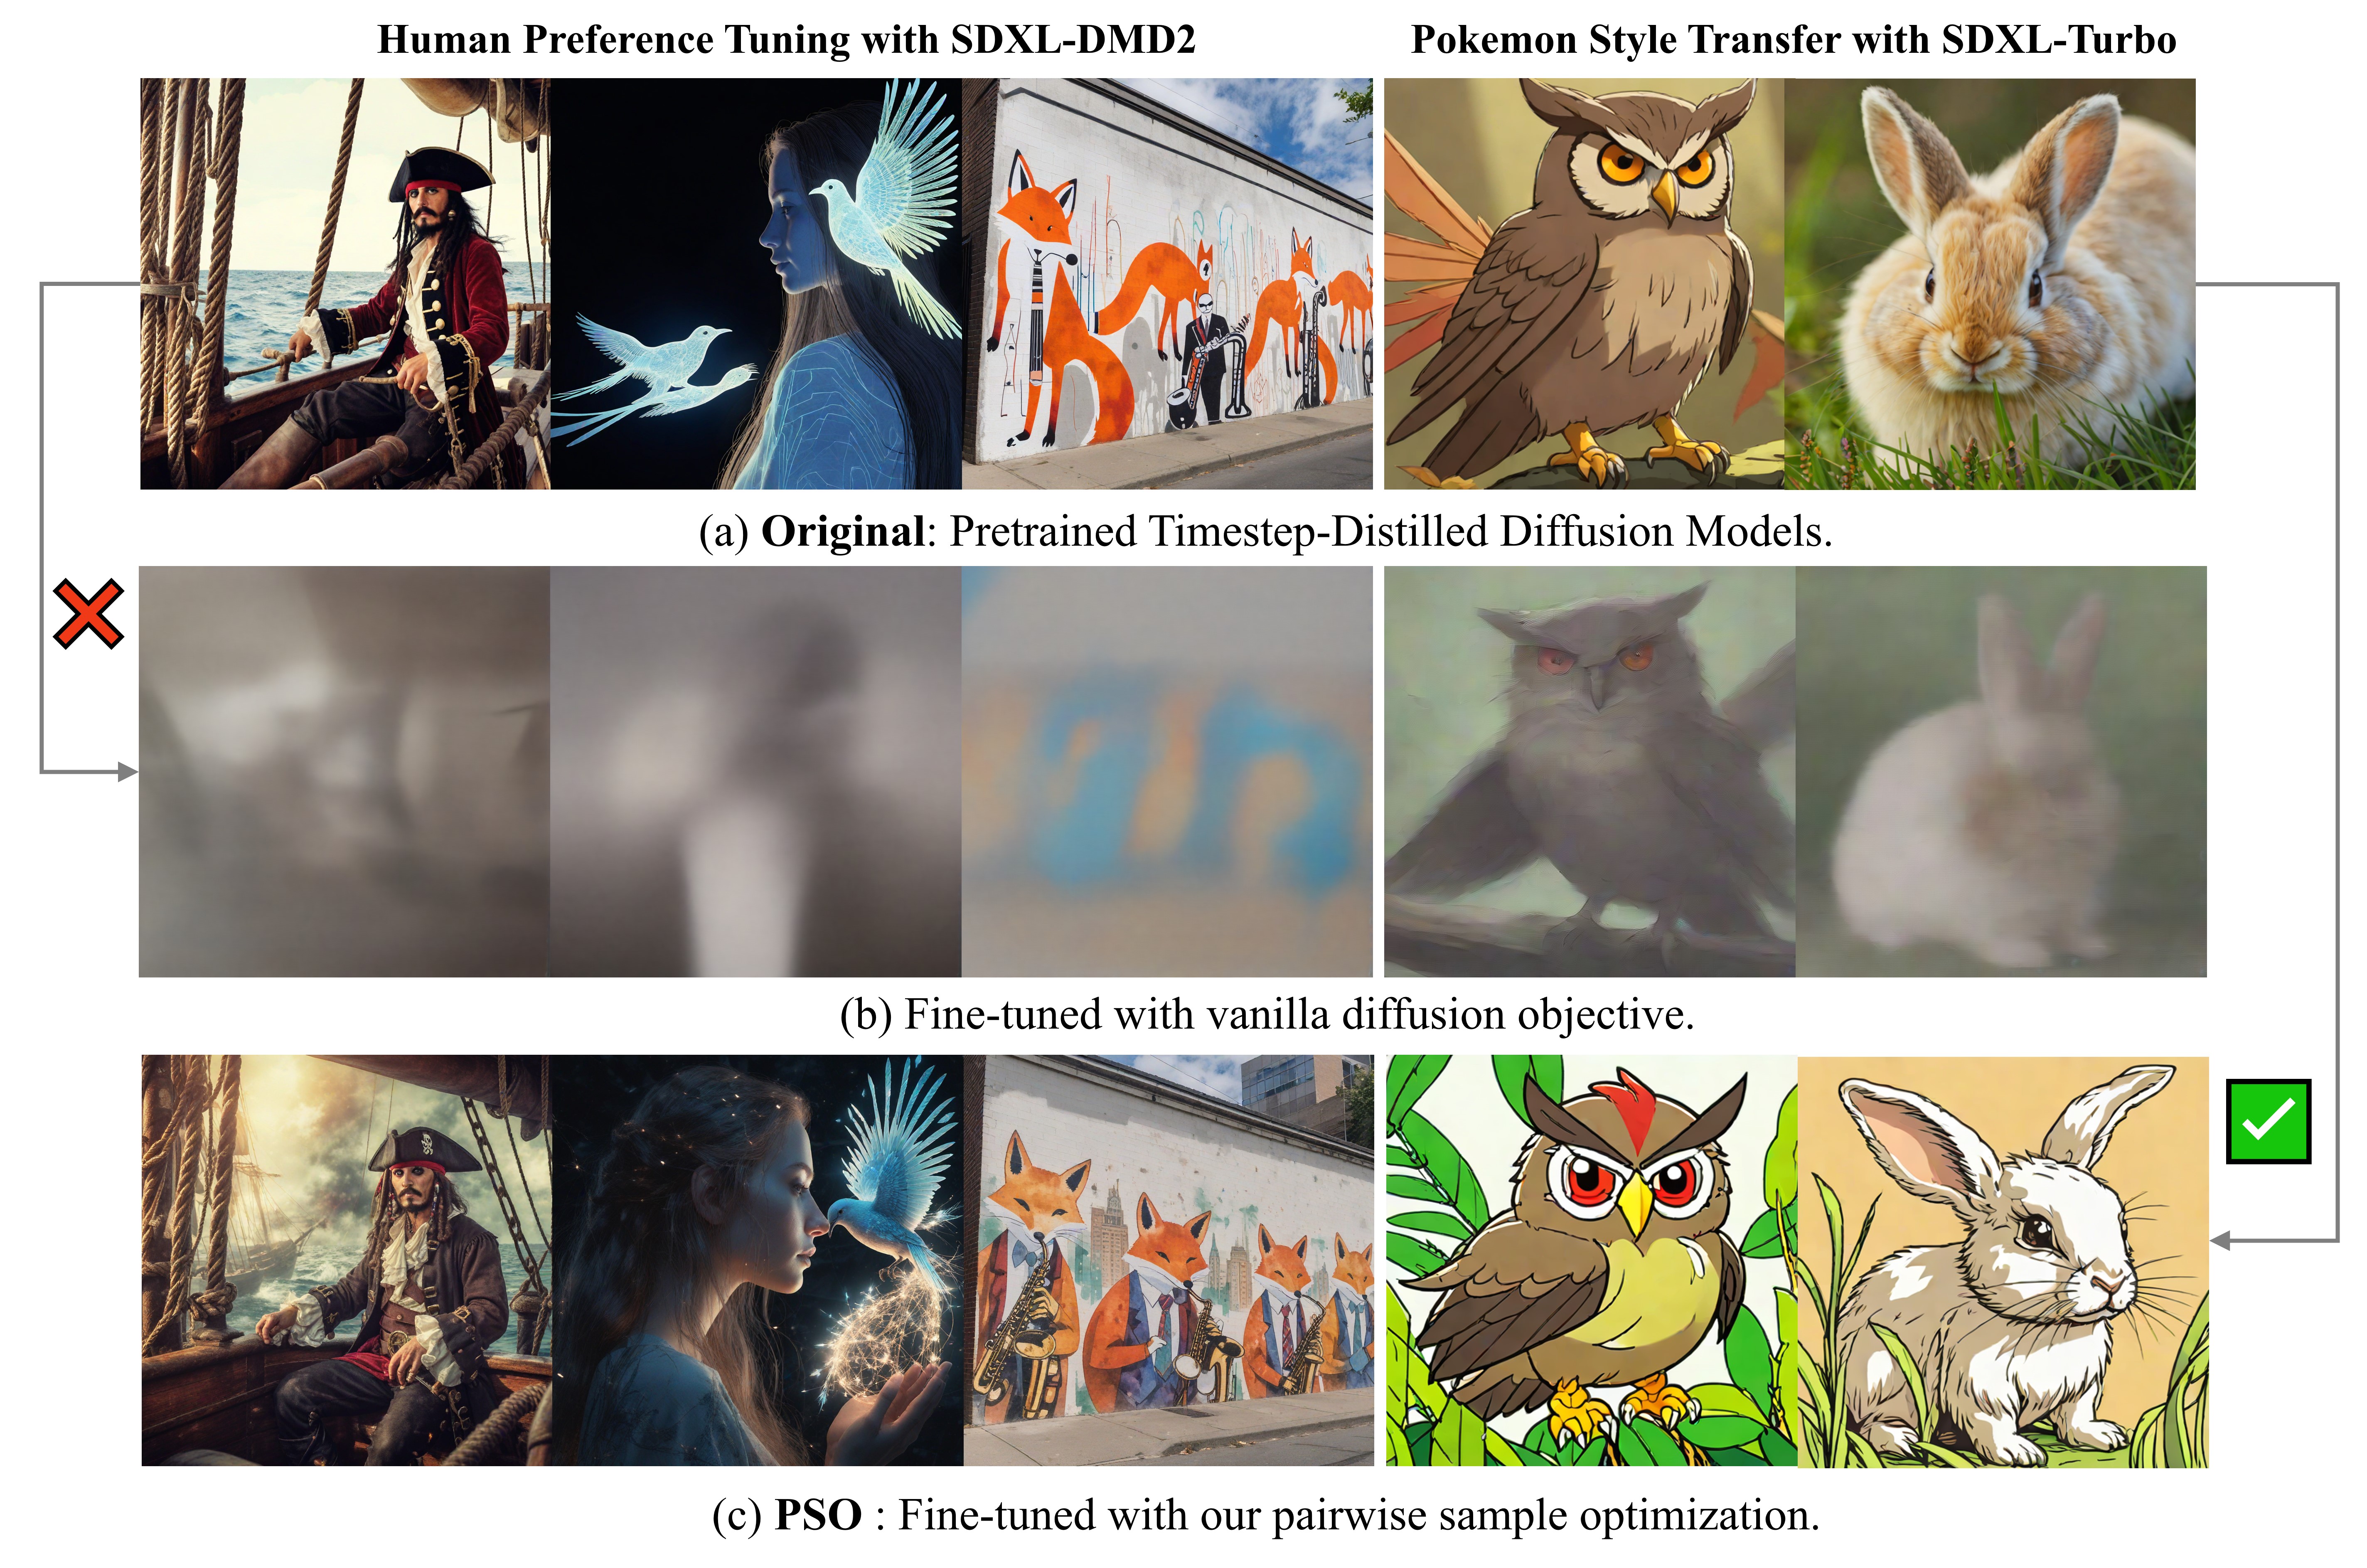 Human Preference Tuning with SDXL-DMD2
Pokemon Style Transfer with SDXL-Turbo
(a) Original: Pretrained Timestep-Distilled Diffusion Models.
(b) Fine-tuned with vanilla diffusion objective.
(c) PSO : Fine-tuned with our pairwise sample optimization.